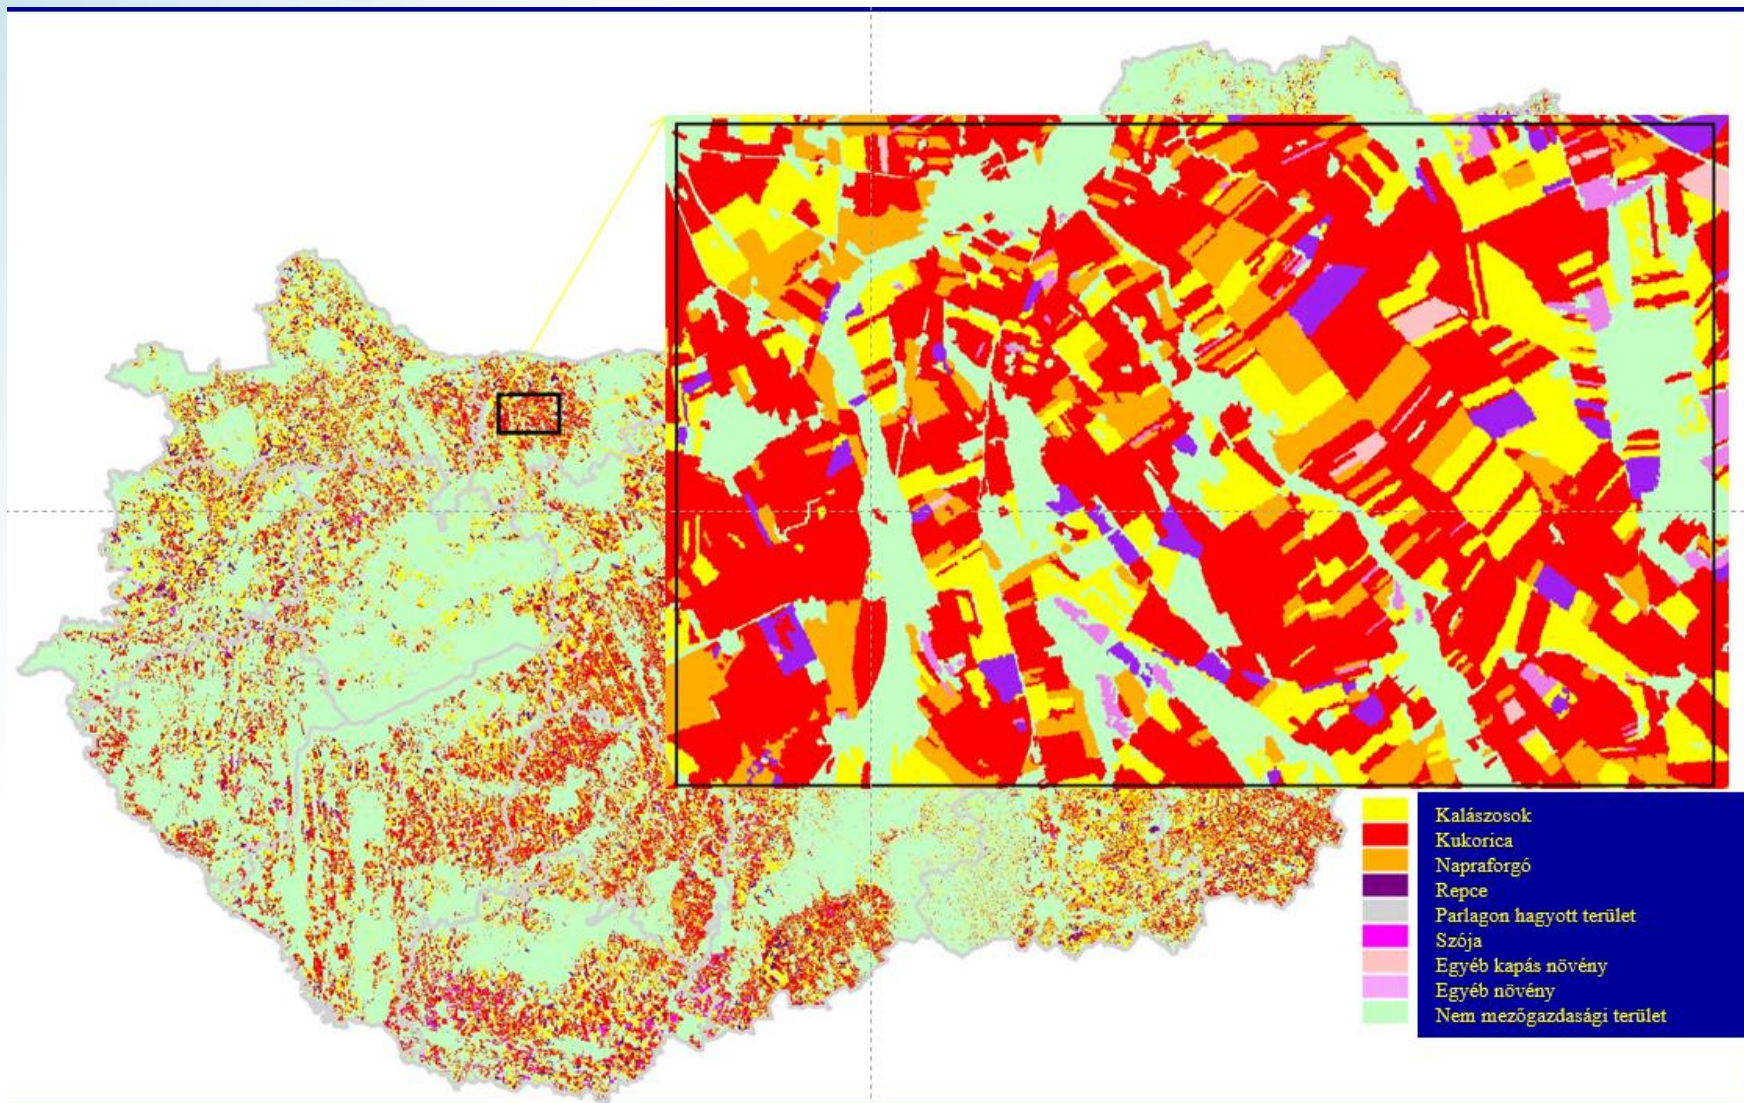 Kalászosok
Kukorica
Napraforgó
Repce
Parlagon hagyott terület
Szója
Egyéb kapás növény
Egyéb növény
Nem mezőgazdasági terület